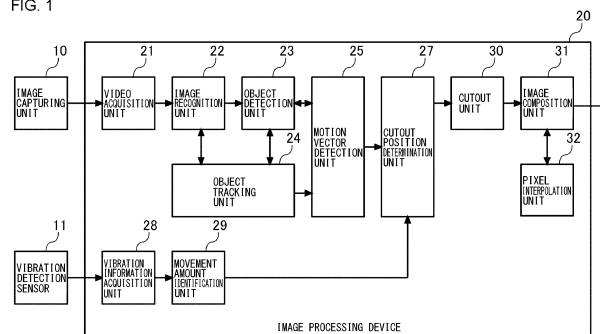 FIG. 1
20
10
21
22
23
25
27
30
31
IMAGE
CAPTURING
UNIT
VIDEO
ACQUISITION
UNIT
IMAGE
RECOGNITION
UNIT
OBJECT
DETECTION
UNIT
MOTION
VECTOR
DETECTION
UNIT
CUTOUT
POSITION
DETERMINATION
UNIT
CUTOUT
UNIT
IMAGE
COMPOSITION
UNIT
24
OBJECT
TRACKING
UNIT
32
PIXEL
INTERPOLATION
UNIT
11
28
29
VIBRATION
DETECTION
SENSOR
VIBRATION
INFORMATION
ACQUISITION
UNIT
MOVEMENT
AMOUNT
IDENTIFICATION
UNIT
IMAGE PROCESSING DEVICE